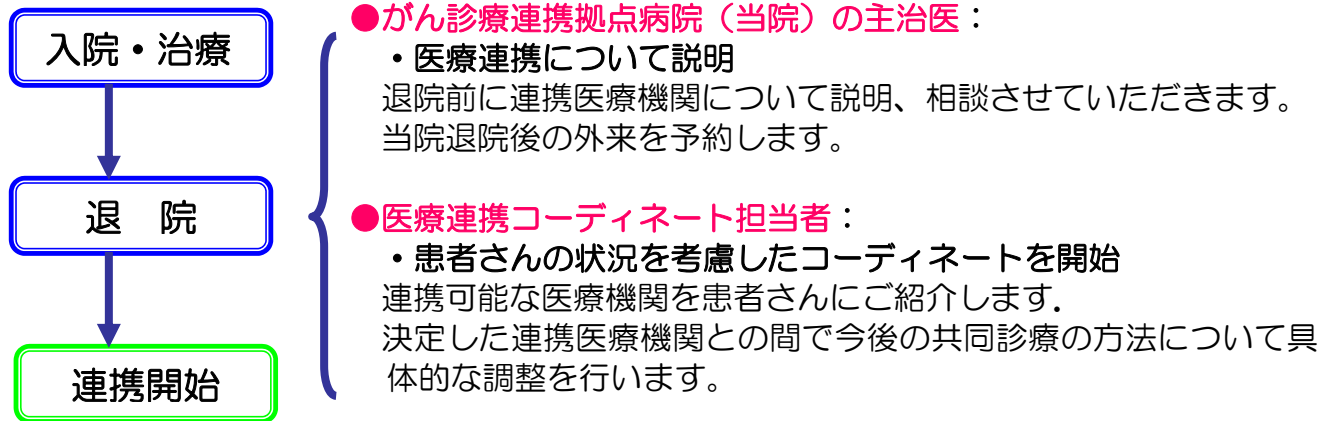 入院・治療
退　院
連携開始
●がん診療連携拠点病院（当院）の主治医：
・医療連携について説明
退院前に連携医療機関について説明、相談させていただきます。
当院退院後の外来を予約します。
●医療連携コーディネート担当者：
・患者さんの状況を考慮したコーディネートを開始
連携可能な医療機関を患者さんにご紹介します．
決定した連携医療機関との間で今後の共同診療の方法について具
体的な調整を行います。